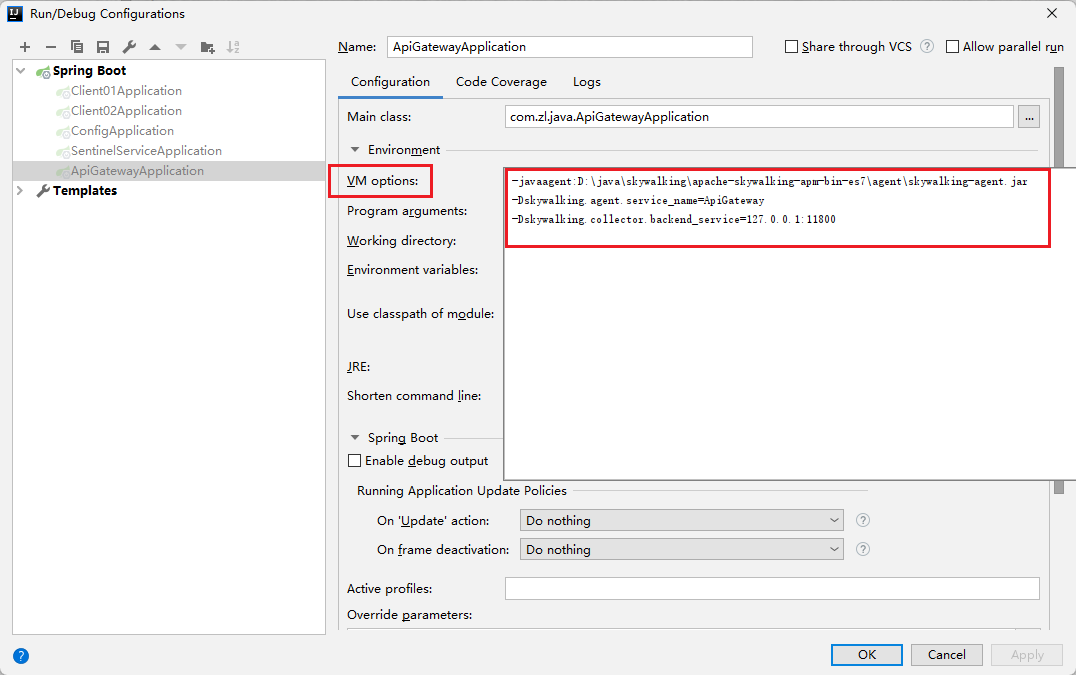 Run/Debug Configurations
Name:
ApiGatewayApplication
Share through VCS
Allow parallel run
Spring Boot
Client01Application
Client02Application
ConfigApplication
SentinelServiceApplication
ApiGatewayApplication
Templates
Configuration
Code Coverage
Logs
Main class:
com.zl.java.ApiGatewayApplication
...
Environment
VM options:
-javaagent:D:\java\skywalking\apache-skywalking-apm-bin-es7\agent\skywalking-agent.jar
-Dskywalking.agent.service_name=ApiGateway
-Dskywalking.collector.backend_service=127.0.0.1:11800
Program arguments:
Working directory:
Environment variables:
Use classpath of module:
JRE:
Shorten command line:
Spring Boot
Enable debug output
Running Application Update Policies
On 'Update' action:
Do nothing
?
On frame deactivation:
Do nothing
?
Active profiles:
Override parameters:
?
OK
Cancel
Apply